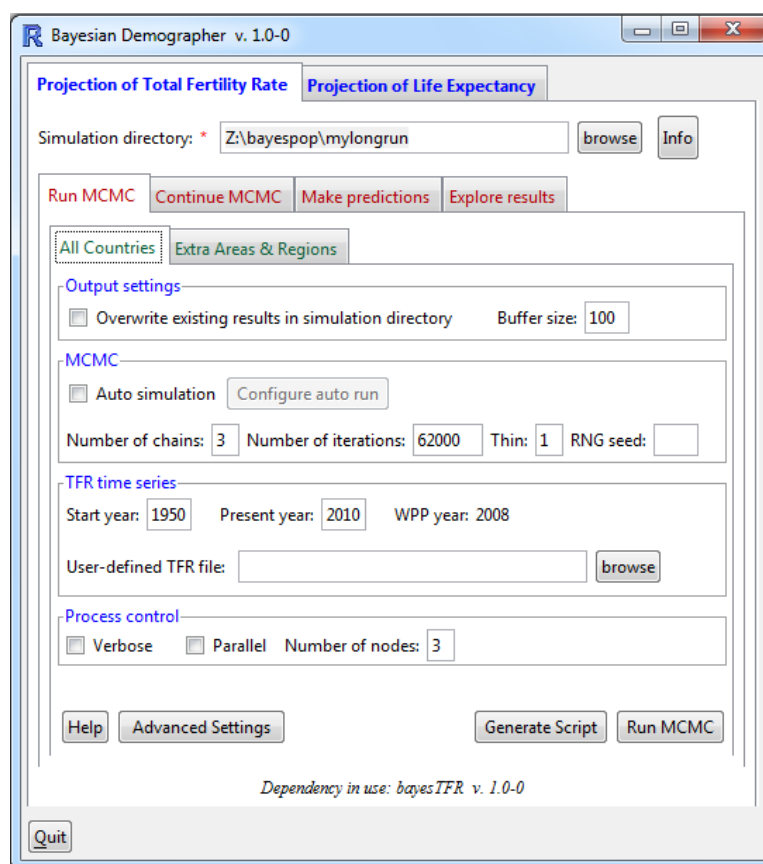 Bayesian Demographer v. 1.0-0
Projection of Total Fertility Rate Projection of Life Expectancy
Simulation directory: * Z:\bayespop\mylongrun browse Info
Run MCMC Continue MCMC Make predictions Explore results
All Countries Extra Areas & Regions
Output settings
Overwrite existing results in simulation directory Buffer size: 100
MCMC
Auto simulation Configure auto run
Number of chains: 3 Number of iterations: 62000 Thin: 1 RNG seed:
TFR time series
Start year: 1950 Present year: 2010 WPP year: 2008
User-defined TFR file: browse
Process control
Verbose Parallel Number of nodes: 3
Help Advanced Settings Generate Script Run MCMC
Dependency in use: bayesTFR v. 1.0-0
Quit